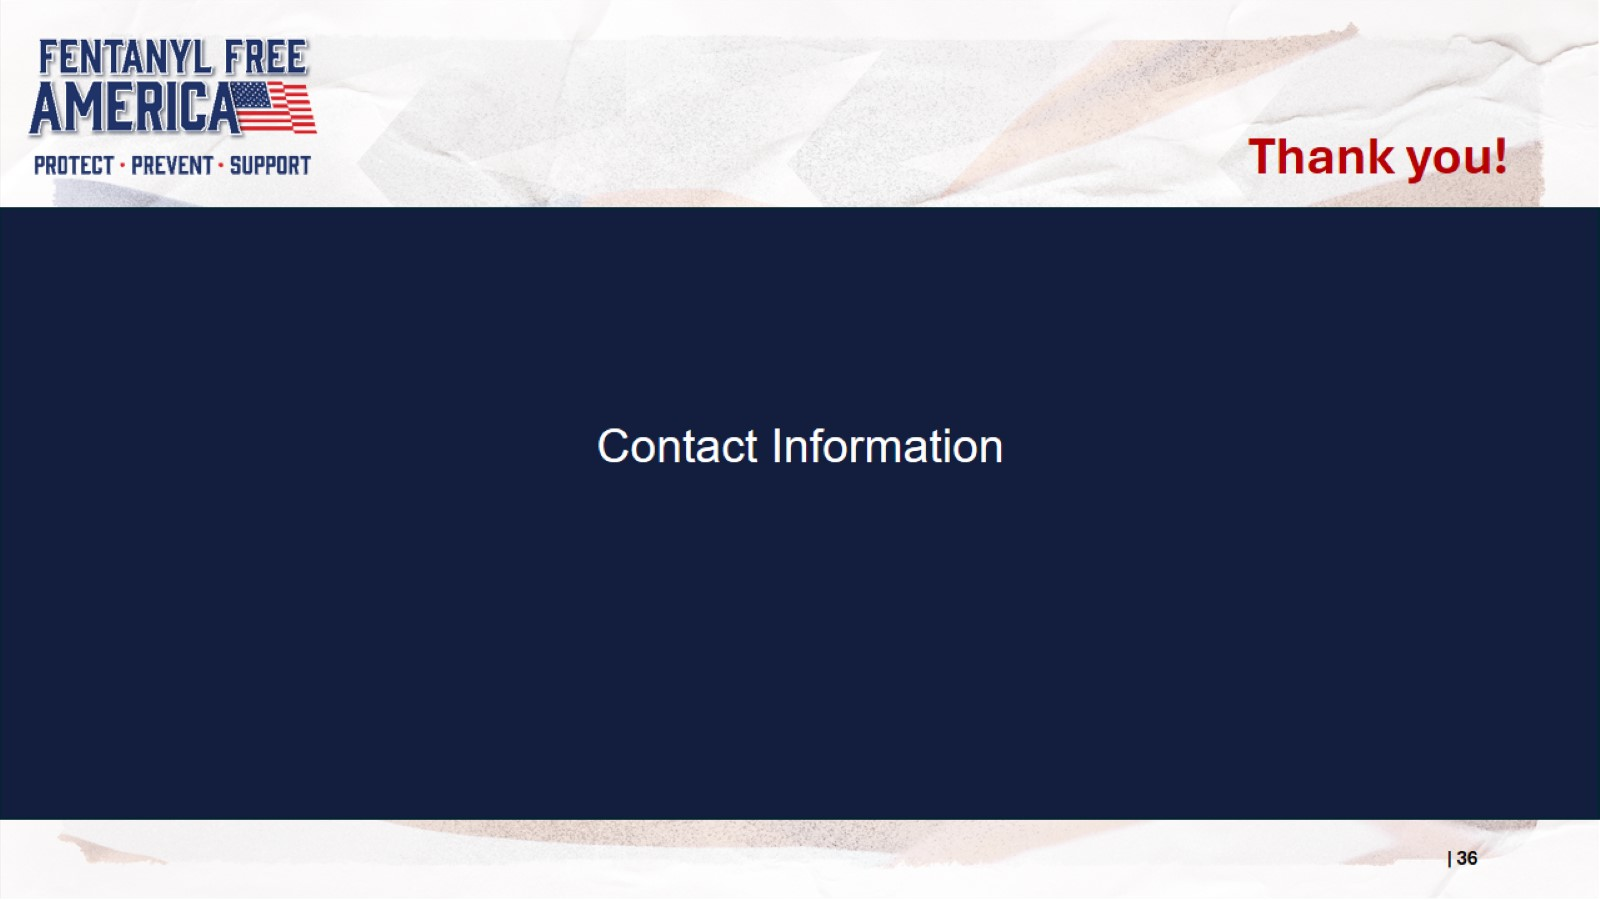 FENTANYL FREE
AMERICA
PROTECT · PREVENT · SUPPORT
Thank you!
Contact Information
| 36